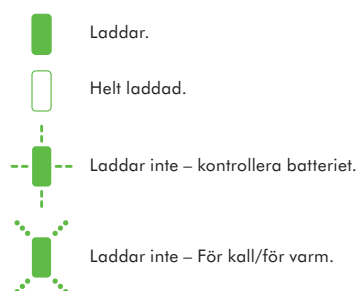 Laddar.
Helt laddad.
Laddar inte – kontrollera batteriet.
Laddar inte – För kall/för varm.